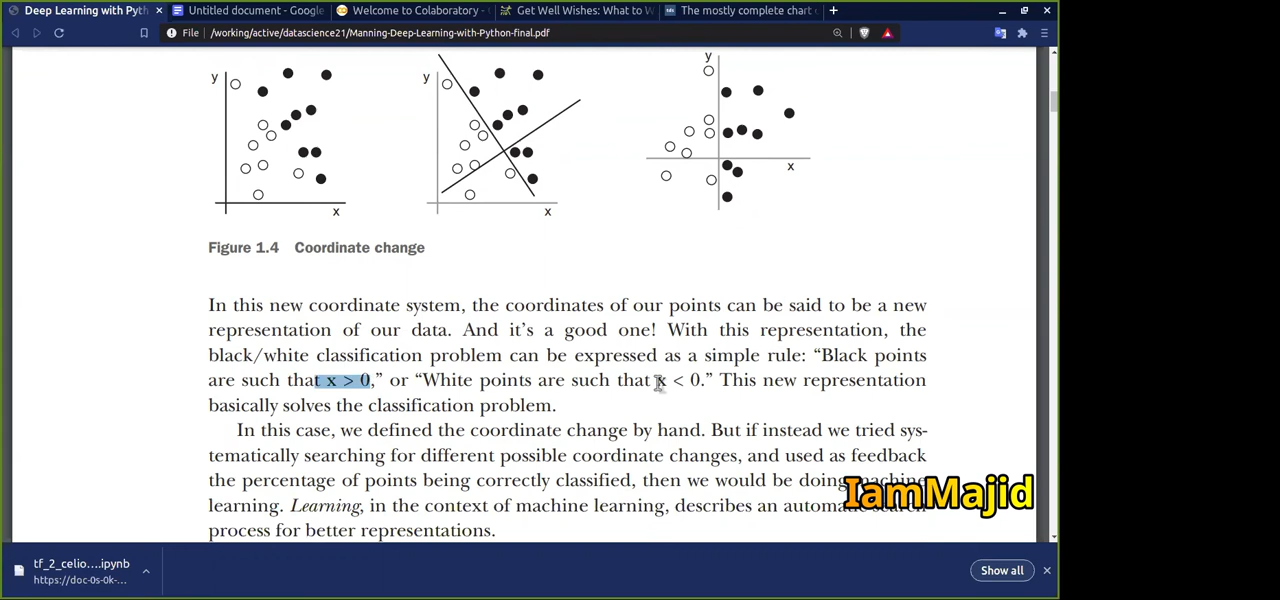 Deep Learning with Pyth
Untitled document - Google
Welcome to Colaboratory -
Get Well Wishes: What to W
The mostly complete chart
File
/working/active/datascience21/Manning-Deep-Learning-with-Python-final.pdf
y
x
y
x
y
x
Figure 1.4 Coordinate change
In this new coordinate system, the coordinates of our points can be said to be a new
representation of our data. And it's a good one! With this representation, the
black/white classification problem can be expressed as a simple rule: “Black points
are such that x > 0,” or “White points are such that x < 0.” This new representation
basically solves the classification problem.
In this case, we defined the coordinate change by hand. But if instead we tried sys-
tematically searching for different possible coordinate changes, and used as feedback
the percentage of points being correctly classified, then we would be doing machine
learning. Learning, in the context of machine learning, describes an automatic search
process for better representations.
IamMajid
tf_2_celio....ipynb
https://doc-0s-0k-...
Show all